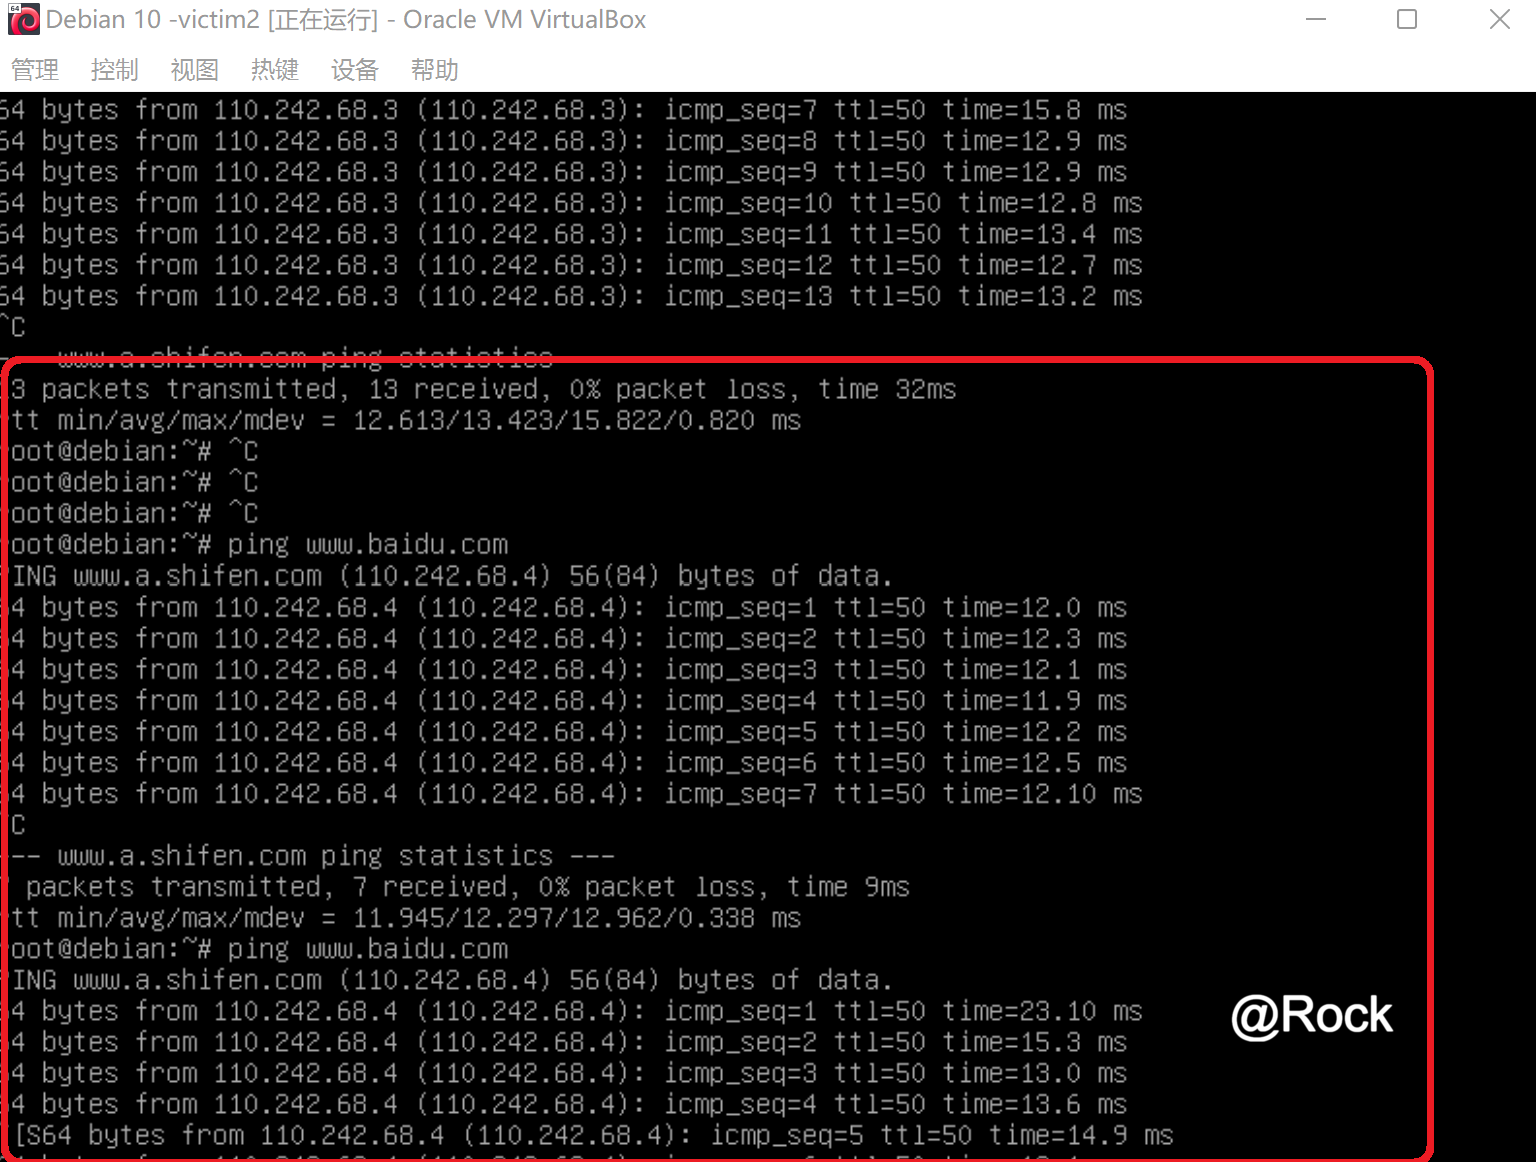 64
Debian 10 -victim2 [正在运行] - Oracle VM VirtualBox
管理 控制 视图 热键 设备 帮助
64 bytes from 110.242.68.3 (110.242.68.3): icmp_seq=7 ttl=50 time=15.8 ms
64 bytes from 110.242.68.3 (110.242.68.3): icmp_seq=8 ttl=50 time=12.9 ms
64 bytes from 110.242.68.3 (110.242.68.3): icmp_seq=9 ttl=50 time=12.9 ms
64 bytes from 110.242.68.3 (110.242.68.3): icmp_seq=10 ttl=50 time=12.8 ms
64 bytes from 110.242.68.3 (110.242.68.3): icmp_seq=11 ttl=50 time=13.4 ms
64 bytes from 110.242.68.3 (110.242.68.3): icmp_seq=12 ttl=50 time=12.7 ms
64 bytes from 110.242.68.3 (110.242.68.3): icmp_seq=13 ttl=50 time=13.2 ms
^C
www.a.shifen.com ping statistics
3 packets transmitted, 13 received, 0% packet loss, time 32ms
tt min/avg/max/mdev = 12.613/13.423/15.822/0.820 ms
oot@debian:~# ^C
oot@debian:~# ^C
oot@debian:~# ^C
oot@debian:~# ping www.baidu.com
ING www.a.shifen.com (110.242.68.4) 56(84) bytes of data.
4 bytes from 110.242.68.4 (110.242.68.4): icmp_seq=1 ttl=50 time=12.0 ms
4 bytes from 110.242.68.4 (110.242.68.4): icmp_seq=2 ttl=50 time=12.3 ms
4 bytes from 110.242.68.4 (110.242.68.4): icmp_seq=3 ttl=50 time=12.1 ms
4 bytes from 110.242.68.4 (110.242.68.4): icmp_seq=4 ttl=50 time=11.9 ms
4 bytes from 110.242.68.4 (110.242.68.4): icmp_seq=5 ttl=50 time=12.2 ms
4 bytes from 110.242.68.4 (110.242.68.4): icmp_seq=6 ttl=50 time=12.5 ms
4 bytes from 110.242.68.4 (110.242.68.4): icmp_seq=7 ttl=50 time=12.10 ms
C
-- www.a.shifen.com ping statistics ---
packets transmitted, 7 received, 0% packet loss, time 9ms
tt min/avg/max/mdev = 11.945/12.297/12.962/0.338 ms
oot@debian:~# ping www.baidu.com
ING www.a.shifen.com (110.242.68.4) 56(84) bytes of data.
4 bytes from 110.242.68.4 (110.242.68.4): icmp_seq=1 ttl=50 time=23.10 ms
4 bytes from 110.242.68.4 (110.242.68.4): icmp_seq=2 ttl=50 time=15.3 ms
4 bytes from 110.242.68.4 (110.242.68.4): icmp_seq=3 ttl=50 time=13.0 ms
4 bytes from 110.242.68.4 (110.242.68.4): icmp_seq=4 ttl=50 time=13.6 ms
[S64 bytes from 110.242.68.4 (110.242.68.4): icmp_seq=5 ttl=50 time=14.9 ms
@Rock